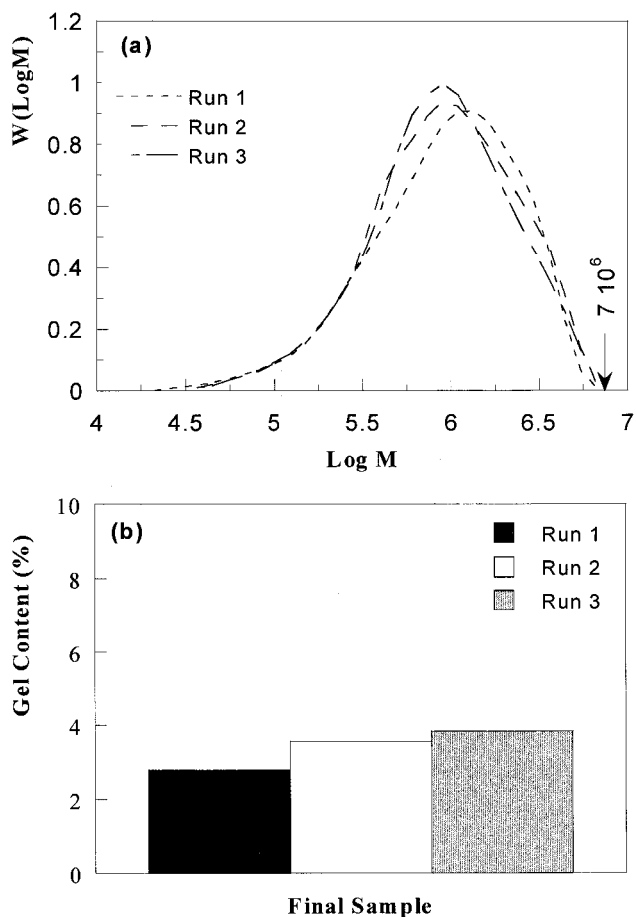 (a)
W(LogM)
1.2
1
0.8
0.6
0.4
0.2
0
Run 1
Run 2
Run 3
7 10⁶
4 4.5 5 5.5 6 6.5 7
Log M
(b)
Gel Content (%)
10
8
6
4
2
0
Run 1
Run 2
Run 3
Final Sample